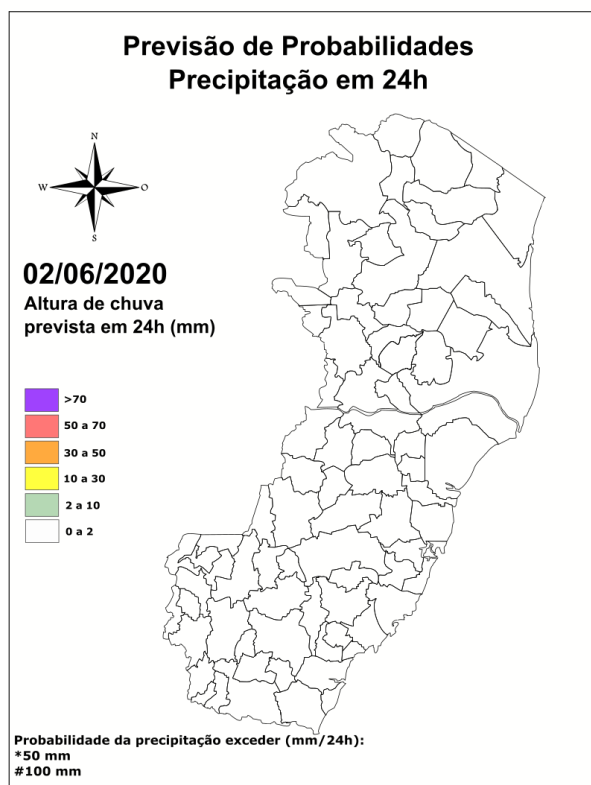 Previsão de Probabilidades
Precipitação em 24h
N
W O
S
02/06/2020
Altura de chuva
prevista em 24h (mm)
>70
50 a 70
30 a 50
10 a 30
2 a 10
0 a 2
Probabilidade da precipitação exceder (mm/24h):
*50 mm
#100 mm